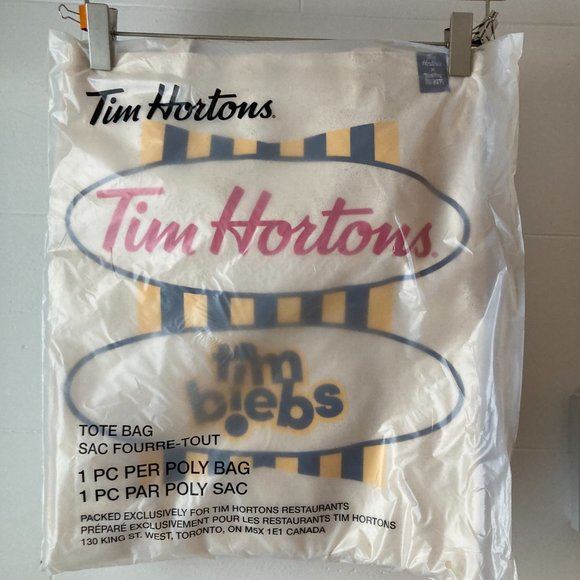 Tim Hortons.
Tim Hortons.
tim
biebs
TOTE BAG
SAC FOURRE-TOUT
1 PC PER POLY BAG
1 PC PAR POLY SAC
PACKED EXCLUSIVELY FOR TIM HORTONS RESTAURANTS
PRÉPARÉ EXCLUSIVEMENT POUR LES RESTAURANTS TIM HORTONS
130 KING ST. WEST, TORONTO, ON M5X 1E1 CANADA